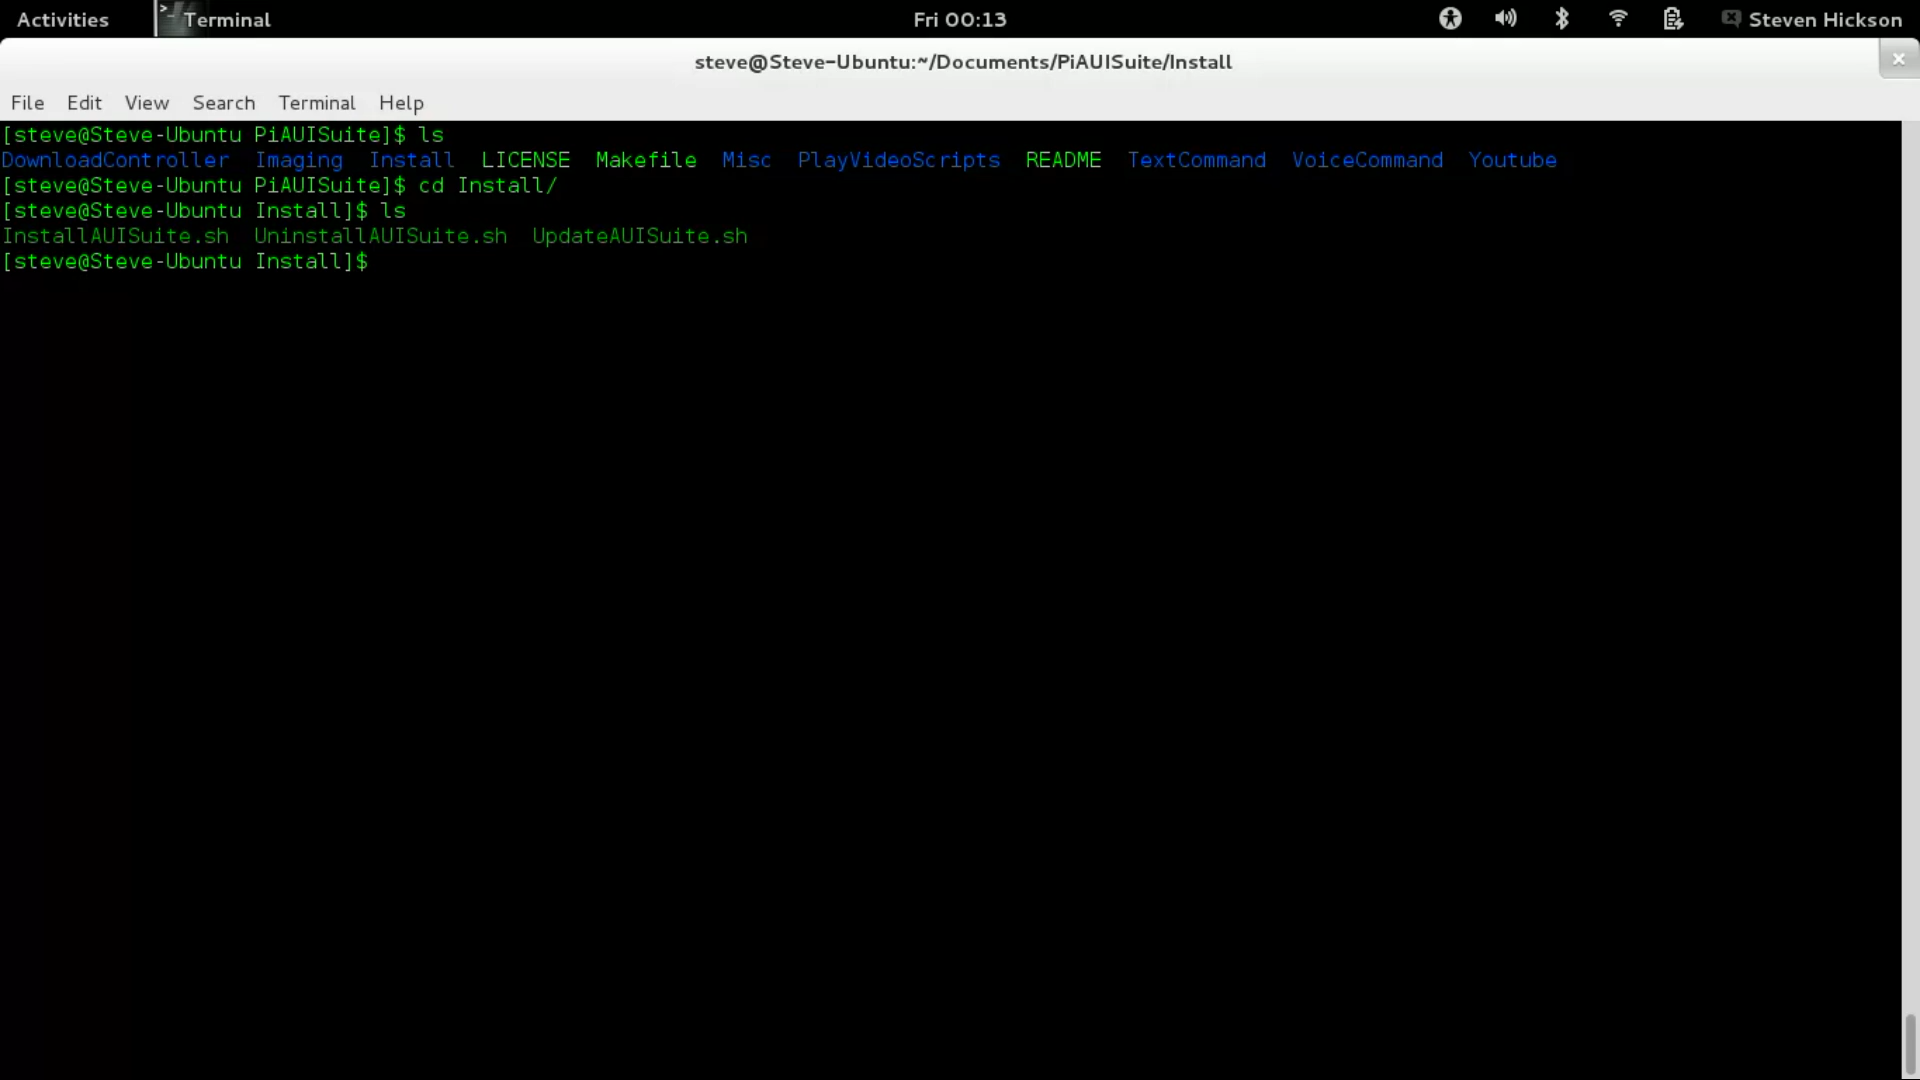 Activities Terminal Fri 00:13 Steven Hickson
steve@Steve-Ubuntu:~/Documents/PiAUISuite/Install
File Edit View Search Terminal Help
[steve@Steve-Ubuntu PiAUISuite]$ ls
DownloadController Imaging Install LICENSE Makefile Misc PlayVideoScripts README TextCommand VoiceCommand Youtube
[steve@Steve-Ubuntu PiAUISuite]$ cd Install/
[steve@Steve-Ubuntu Install]$ ls
InstallAUISuite.sh UninstallAUISuite.sh UpdateAUISuite.sh
[steve@Steve-Ubuntu Install]$